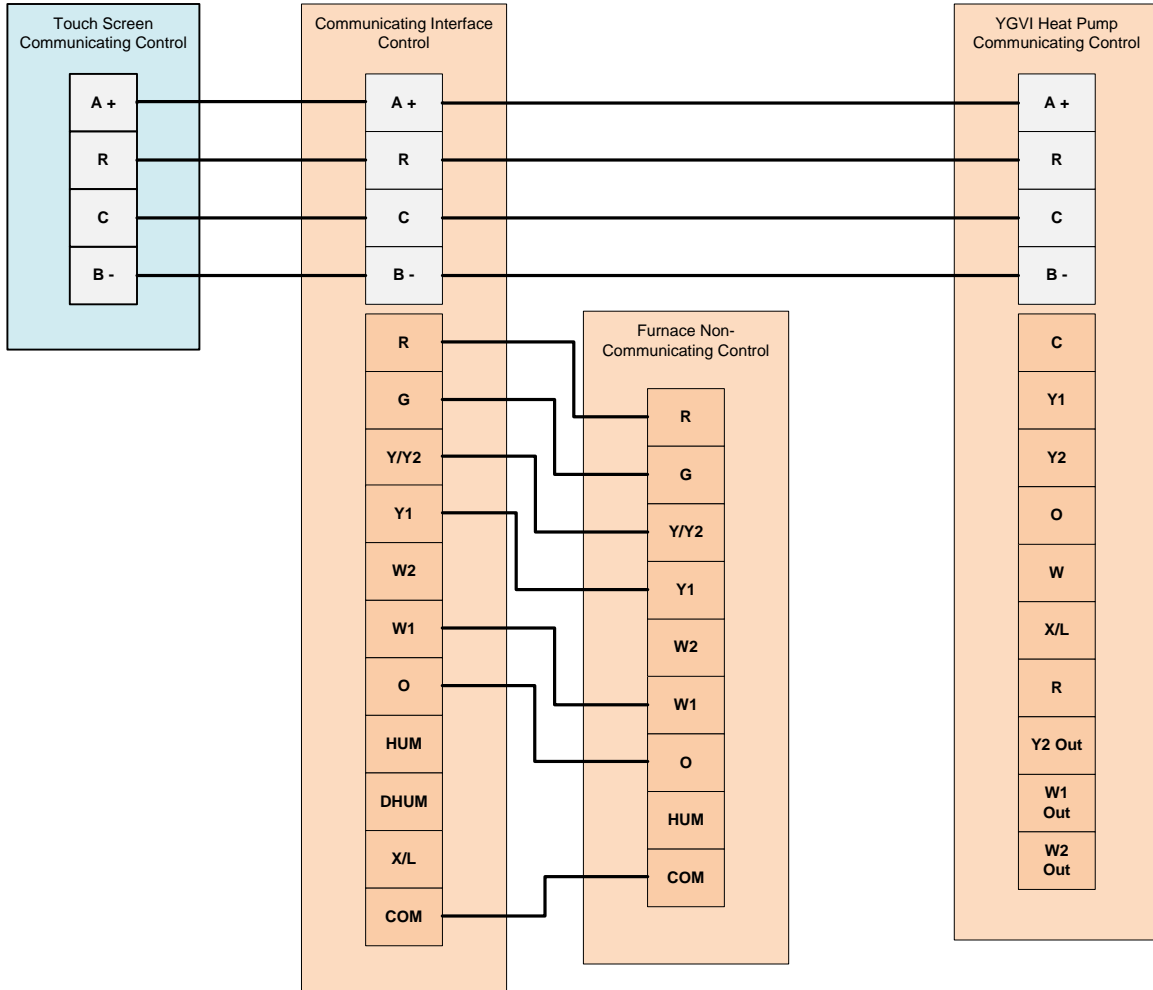 Touch Screen
Communicating Control
A +
R
C
B -
Communicating Interface
Control
A +
R
C
B -
R
G
Y/Y2
Y1
W2
W1
O
HUM
DHUM
X/L
COM
Furnace Non-
Communicating Control
R
G
Y/Y2
Y1
W2
W1
O
HUM
COM
YGVI Heat Pump
Communicating Control
A +
R
C
B -
C
Y1
Y2
O
W
X/L
R
Y2 Out
W1
Out
W2
Out